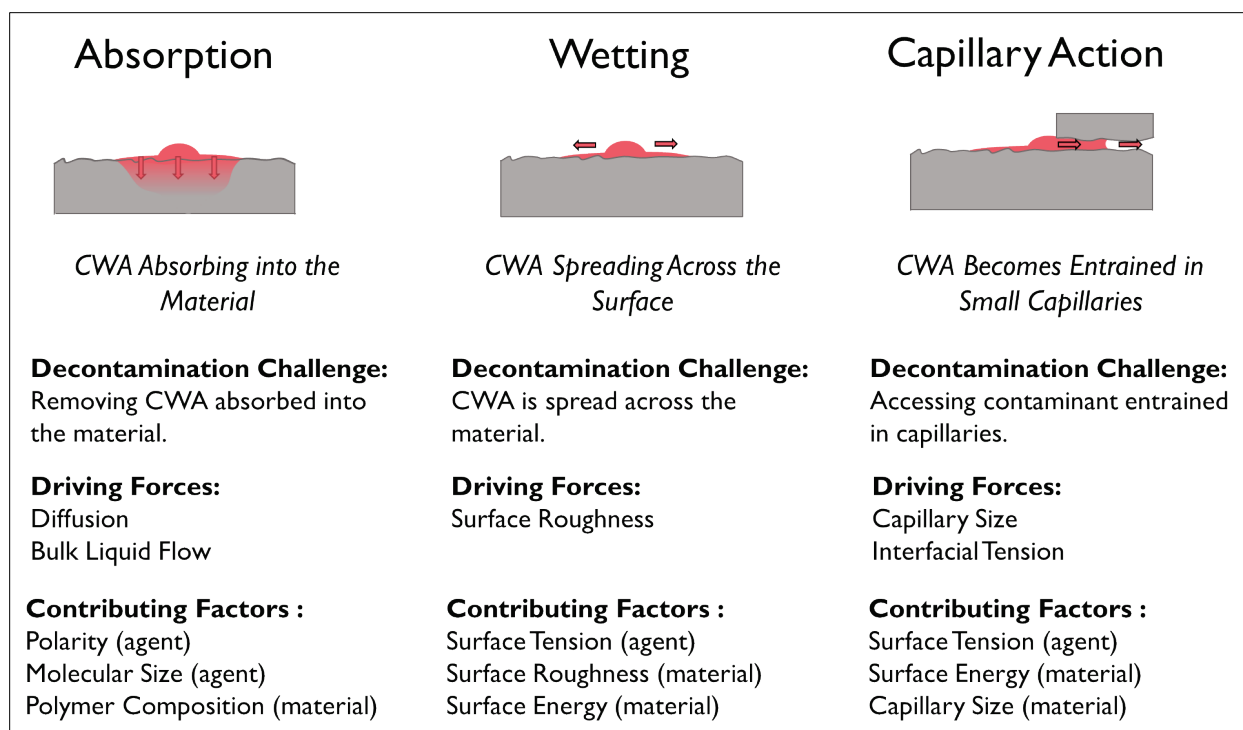 Absorption
CWA Absorbing into the
Material
Decontamination Challenge:
Removing CWA absorbed into
the material.
Driving Forces:
Diffusion
Bulk Liquid Flow
Contributing Factors :
Polarity (agent)
Molecular Size (agent)
Polymer Composition (material)
Wetting
CWA Spreading Across the
Surface
Decontamination Challenge:
CWA is spread across the
material.
Driving Forces:
Surface Roughness
Contributing Factors :
Surface Tension (agent)
Surface Roughness (material)
Surface Energy (material)
Capillary Action
CWA Becomes Entrained in
Small Capillaries
Decontamination Challenge:
Accessing contaminant entrained
in capillaries.
Driving Forces:
Capillary Size
Interfacial Tension
Contributing Factors :
Surface Tension (agent)
Surface Energy (material)
Capillary Size (material)